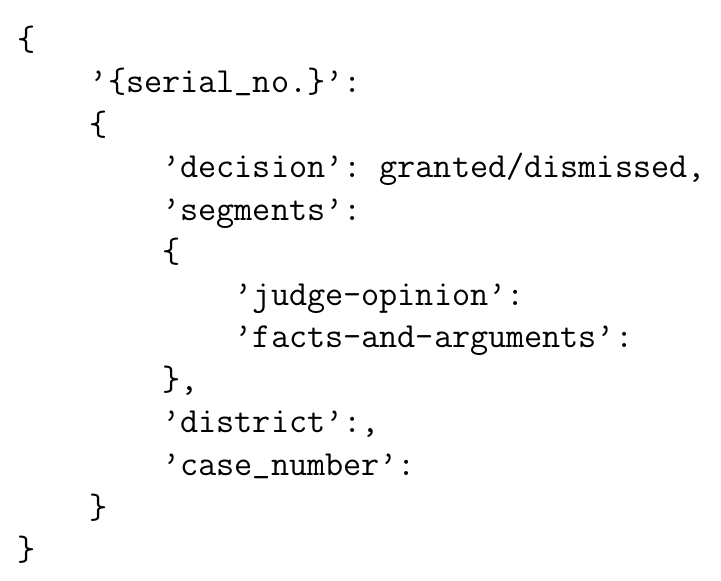 {
    ’{serial_no.}’:
    {
        ’decision’: granted/dismissed,
        ’segments’:
        {
            ’judge-opinion’:
            ’facts-and-arguments’:
        },
        ’district’:,
        ’case_number’:
    }
}